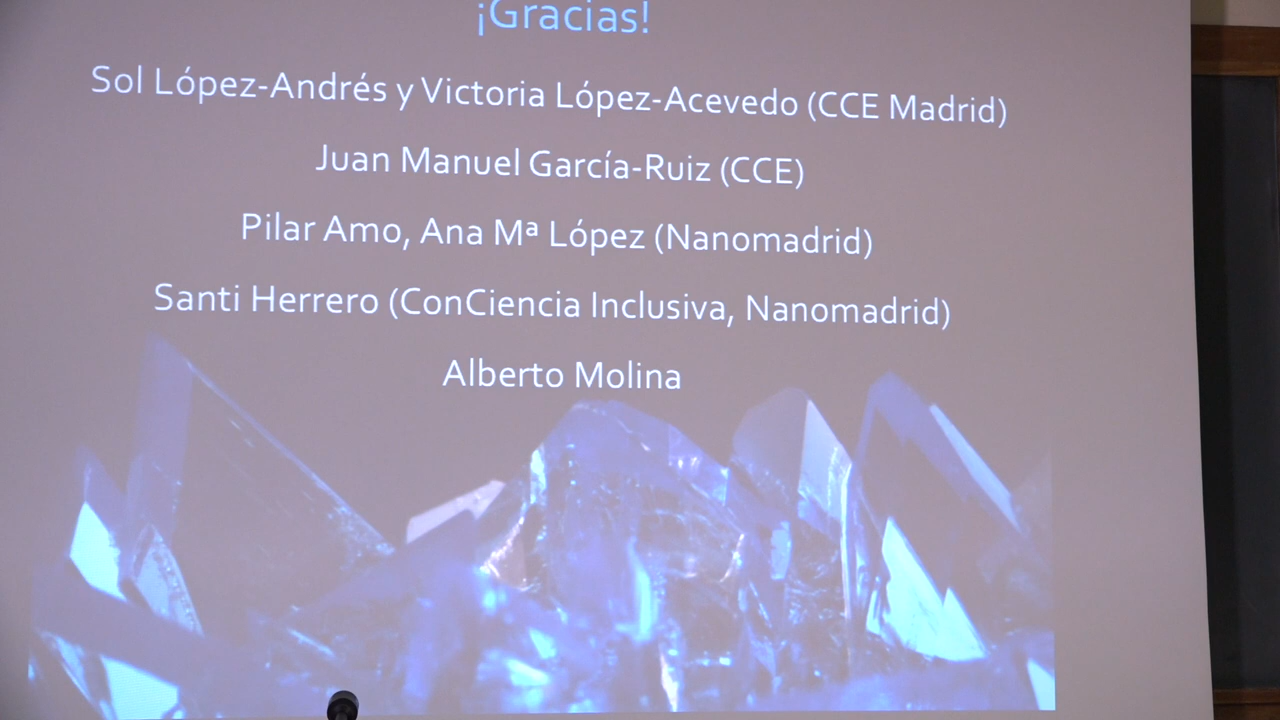 ¡Gracias!
Sol López-Andrés y Victoria López-Acevedo (CCE Madrid)
Juan Manuel García-Ruiz (CCE)
Pilar Amo, Ana Mª López (Nanomadrid)
Santi Herrero (ConCiencia Inclusiva, Nanomadrid)
Alberto Molina